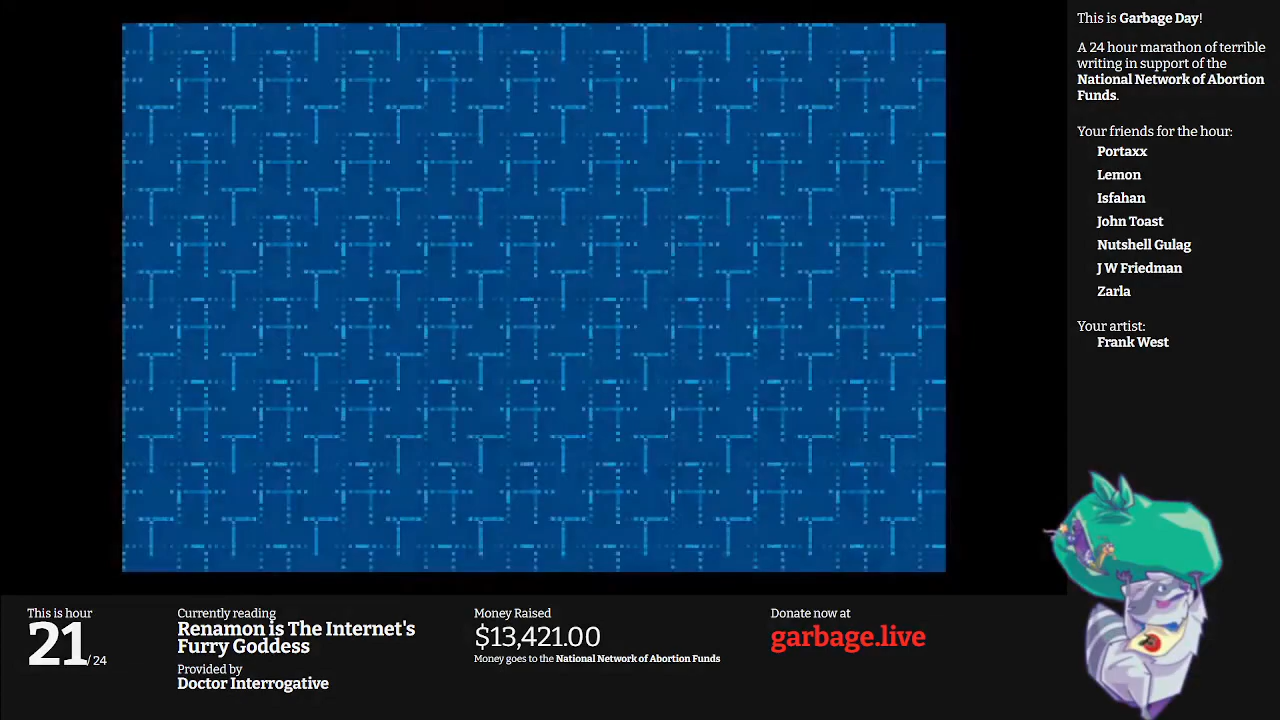 This is Garbage Day!
A 24 hour marathon of terrible
writing in support of the
National Network of Abortion
Funds.
Your friends for the hour:
Portaxx
Lemon
Isfahan
John Toast
Nutshell Gulag
J W Friedman
Zarla
Your artist:
Frank West
This is hour
21/24
Currently reading
Renamon is The Internet's
Furry Goddess
Provided by
Doctor Interrogative
Money Raised
$13,421.00
Money goes to the National Network of Abortion Funds
Donate now at
garbage.live